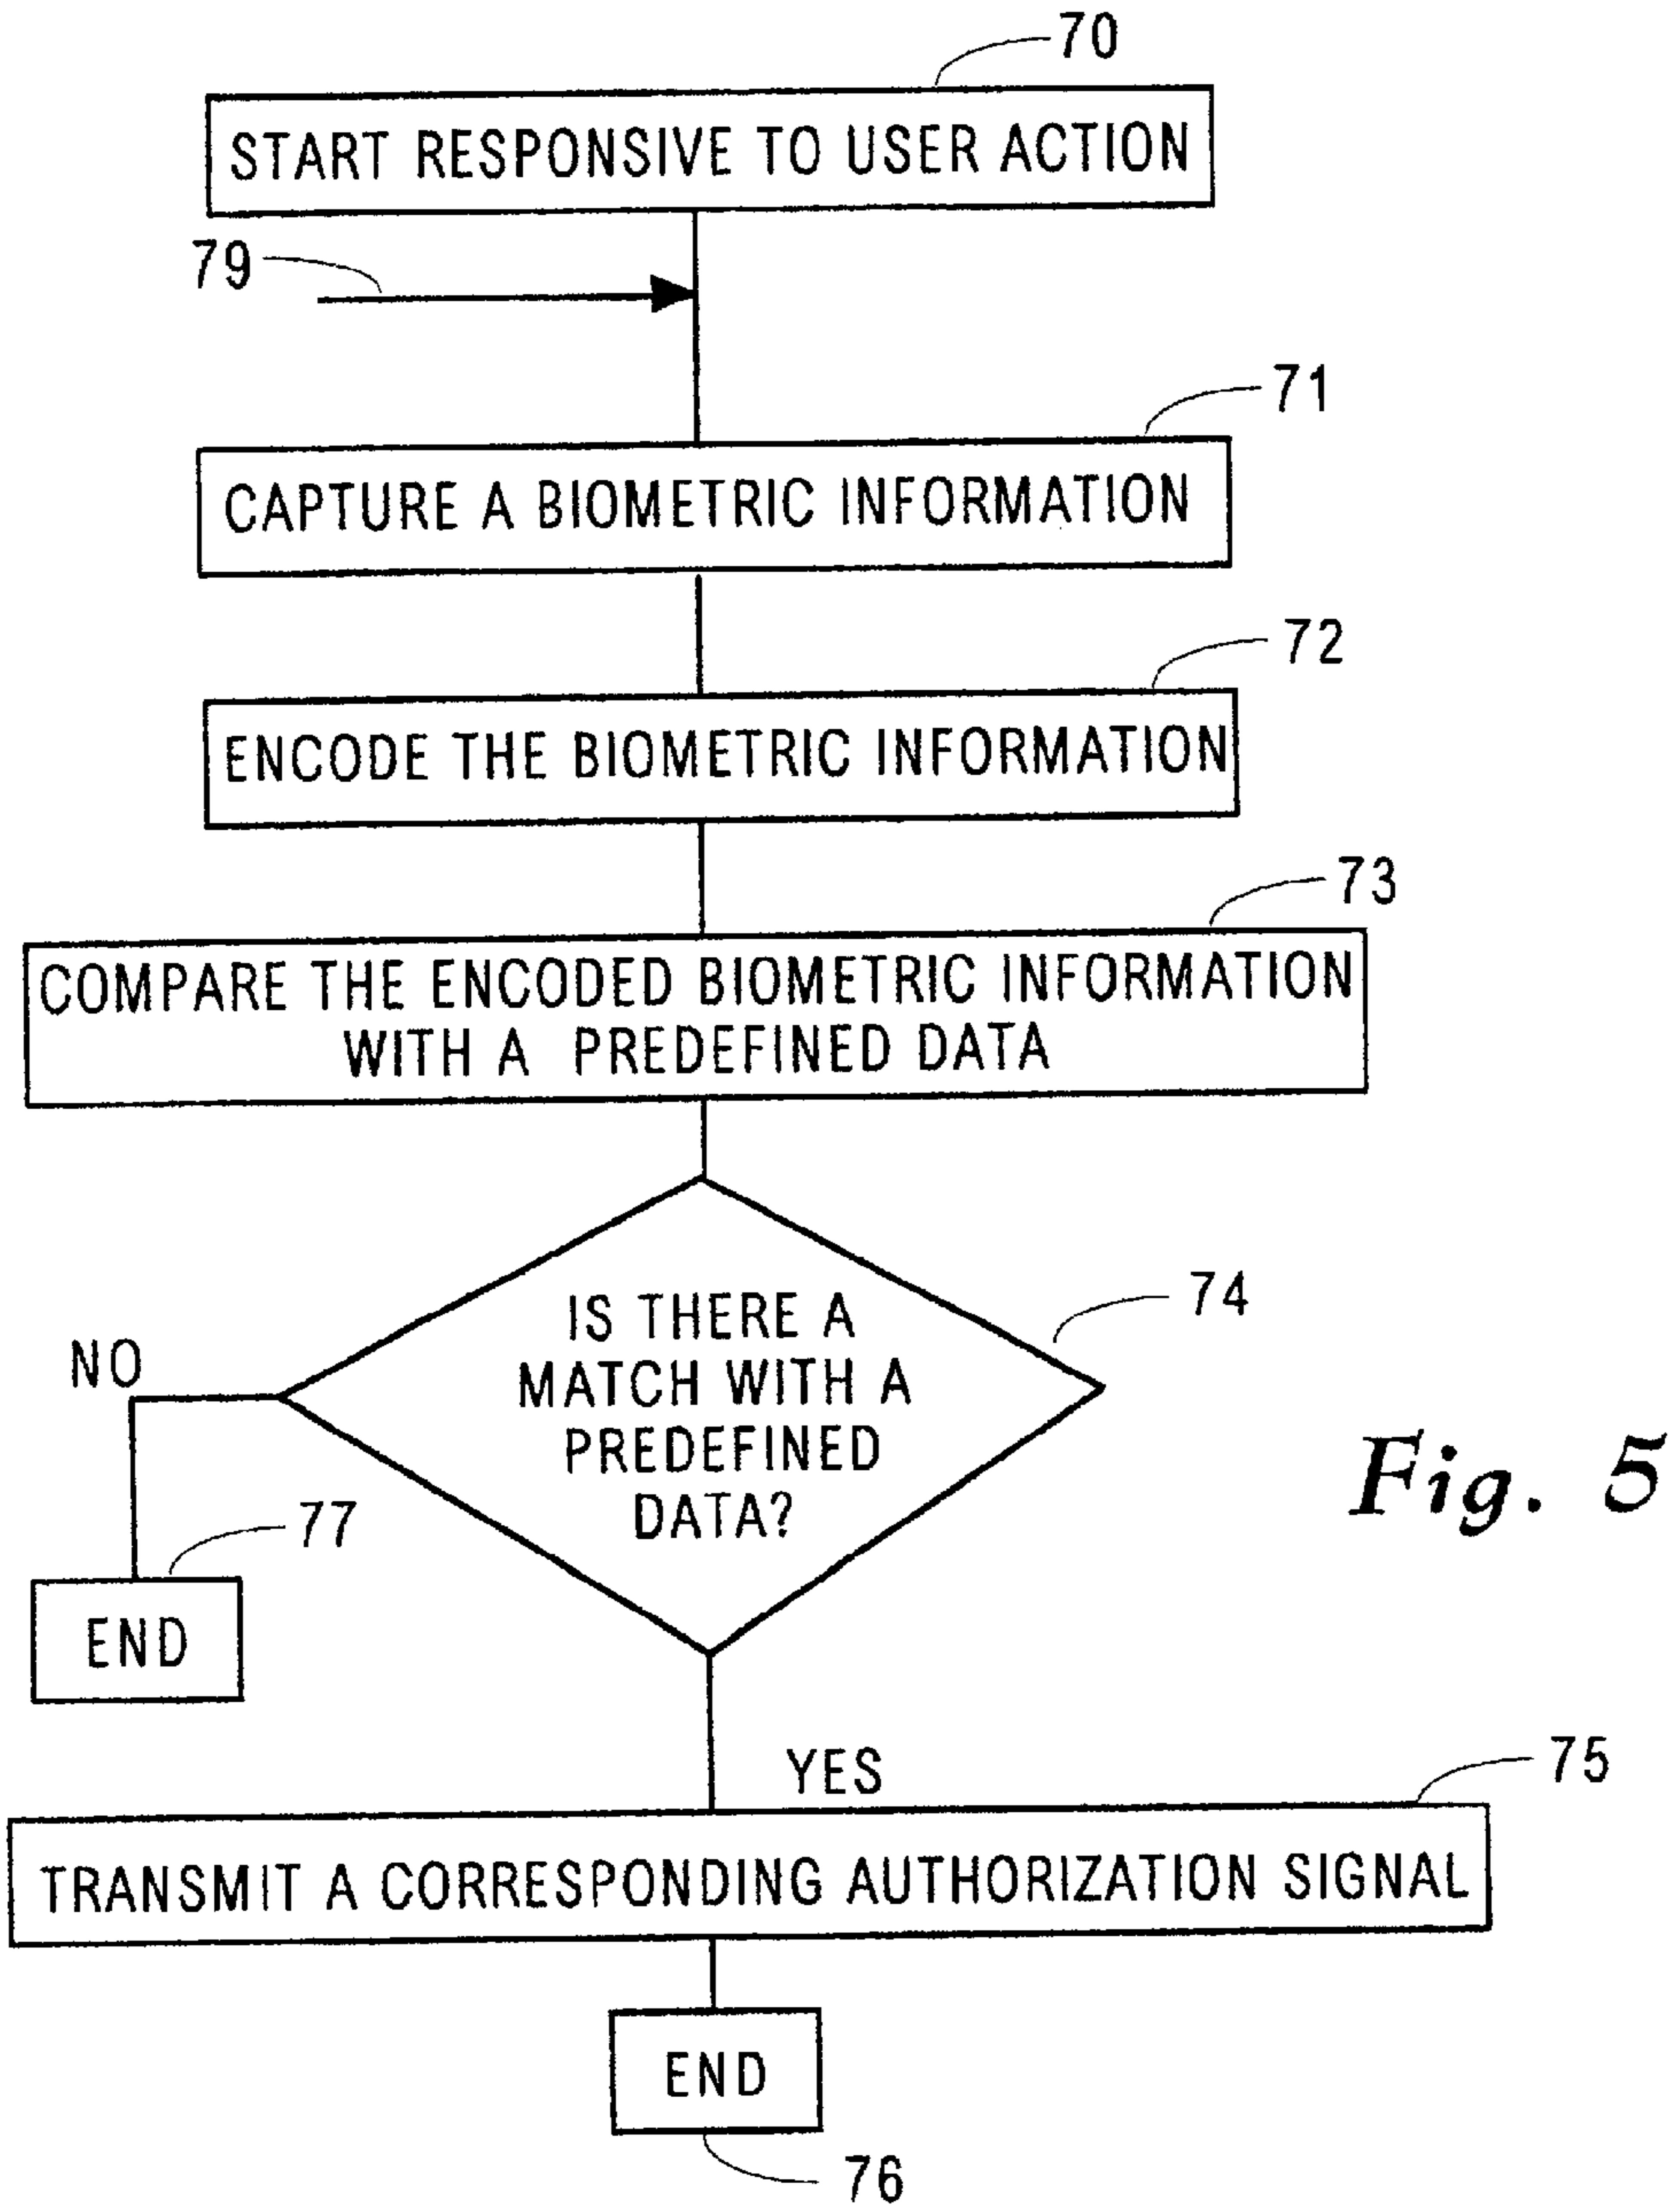 70
START RESPONSIVE TO USER ACTION
79
71
CAPTURE A BIOMETRIC INFORMATION
72
ENCODE THE BIOMETRIC INFORMATION
73
COMPARE THE ENCODED BIOMETRIC INFORMATION
WITH A PREDEFINED DATA
74
IS THERE A
MATCH WITH A
PREDEFINED
DATA?
NO
77
END
Fig. 5
YES
75
TRANSMIT A CORRESPONDING AUTHORIZATION SIGNAL
END
76